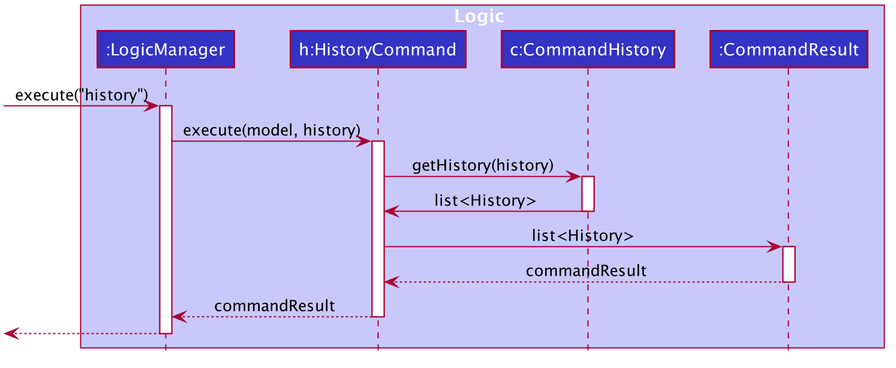 Logic
:LogicManager
h:HistoryCommand
c:CommandHistory
:CommandResult
execute("history")
execute(model, history)
getHistory(history)
list<History>
list<History>
commandResult
commandResult